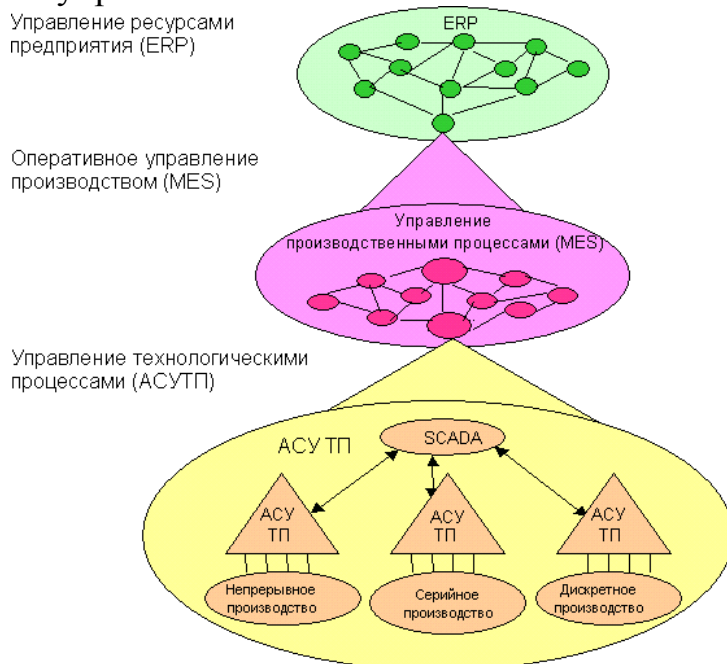 Управление ресурсами
предприятия (ERP)
ERP
Оперативное управление
производством (MES)
Управление
производственными процессами (MES)
Управление технологическими
процессами (АСУТП)
АСУ ТП
SCADA
АСУ
ТП
АСУ
ТП
АСУ
ТП
Непрерывное
производство
Серийное
производство
Дискретное
производство